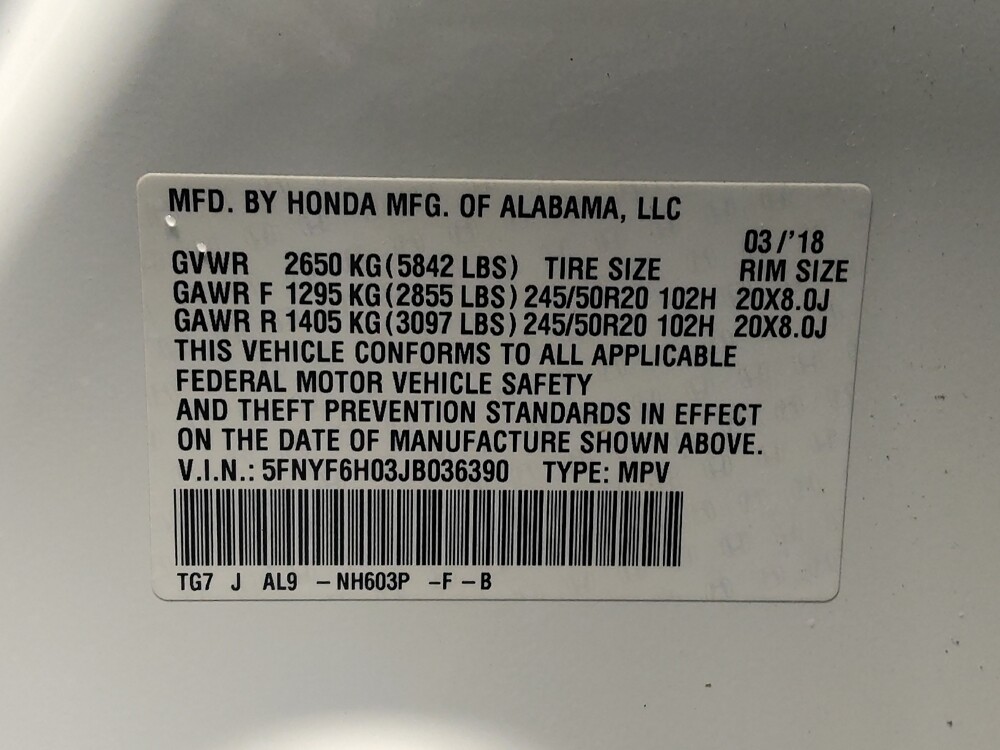 MFD. BY HONDA MFG. OF ALABAMA, LLC
03/'18
GVWR 2650 KG(5842 LBS) TIRE SIZE RIM SIZE
GAWR F 1295 KG(2855 LBS) 245/50R20 102H 20X8.0J
GAWR R 1405 KG(3097 LBS) 245/50R20 102H 20X8.0J
THIS VEHICLE CONFORMS TO ALL APPLICABLE
FEDERAL MOTOR VEHICLE SAFETY
AND THEFT PREVENTION STANDARDS IN EFFECT
ON THE DATE OF MANUFACTURE SHOWN ABOVE.
V.I.N.: 5FNYF6H03JB036390 TYPE: MPV
TG7 J AL9 -NH603P -F -B